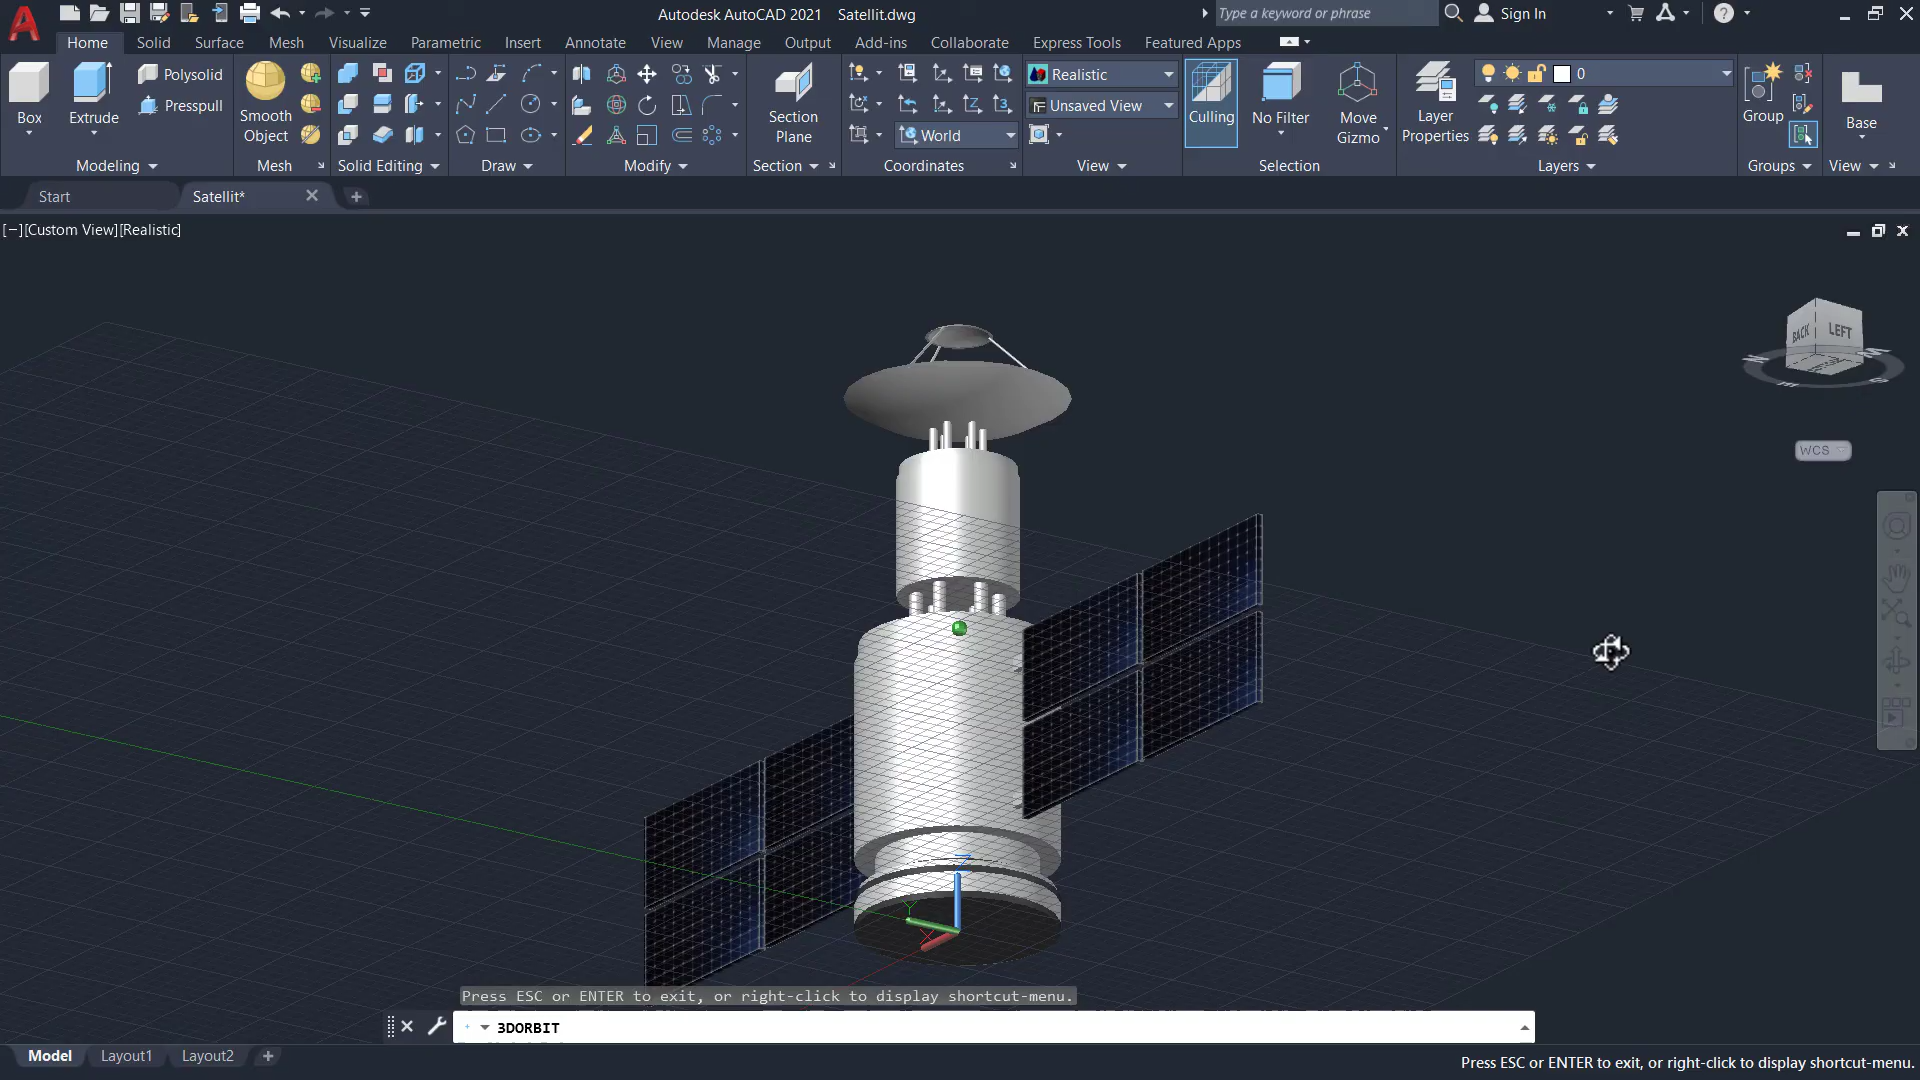 Autodesk AutoCAD 2021 Satellit.dwg
Type a keyword or phrase
Sign In
Home Solid Surface Mesh Visualize Parametric Insert Annotate View Manage Output Add-ins Collaborate Express Tools Featured Apps
Box
Extrude
Polysolid
Presspull
Modeling
Smooth
Object
Mesh
Solid Editing
Draw
Modify
Section
Plane
Section
World
Coordinates
Realistic
Unsaved View
View
Culling
No Filter
Move
Gizmo
Selection
Layer
Properties
0
Layers
Group
Groups
Base
View
Start
Satellit*
[−][Custom View][Realistic]
BACK
LEFT
WCS
Z
Y
X
Press ESC or ENTER to exit, or right-click to display shortcut-menu.
3DORBIT
Model Layout1 Layout2
Press ESC or ENTER to exit, or right-click to display shortcut-menu.